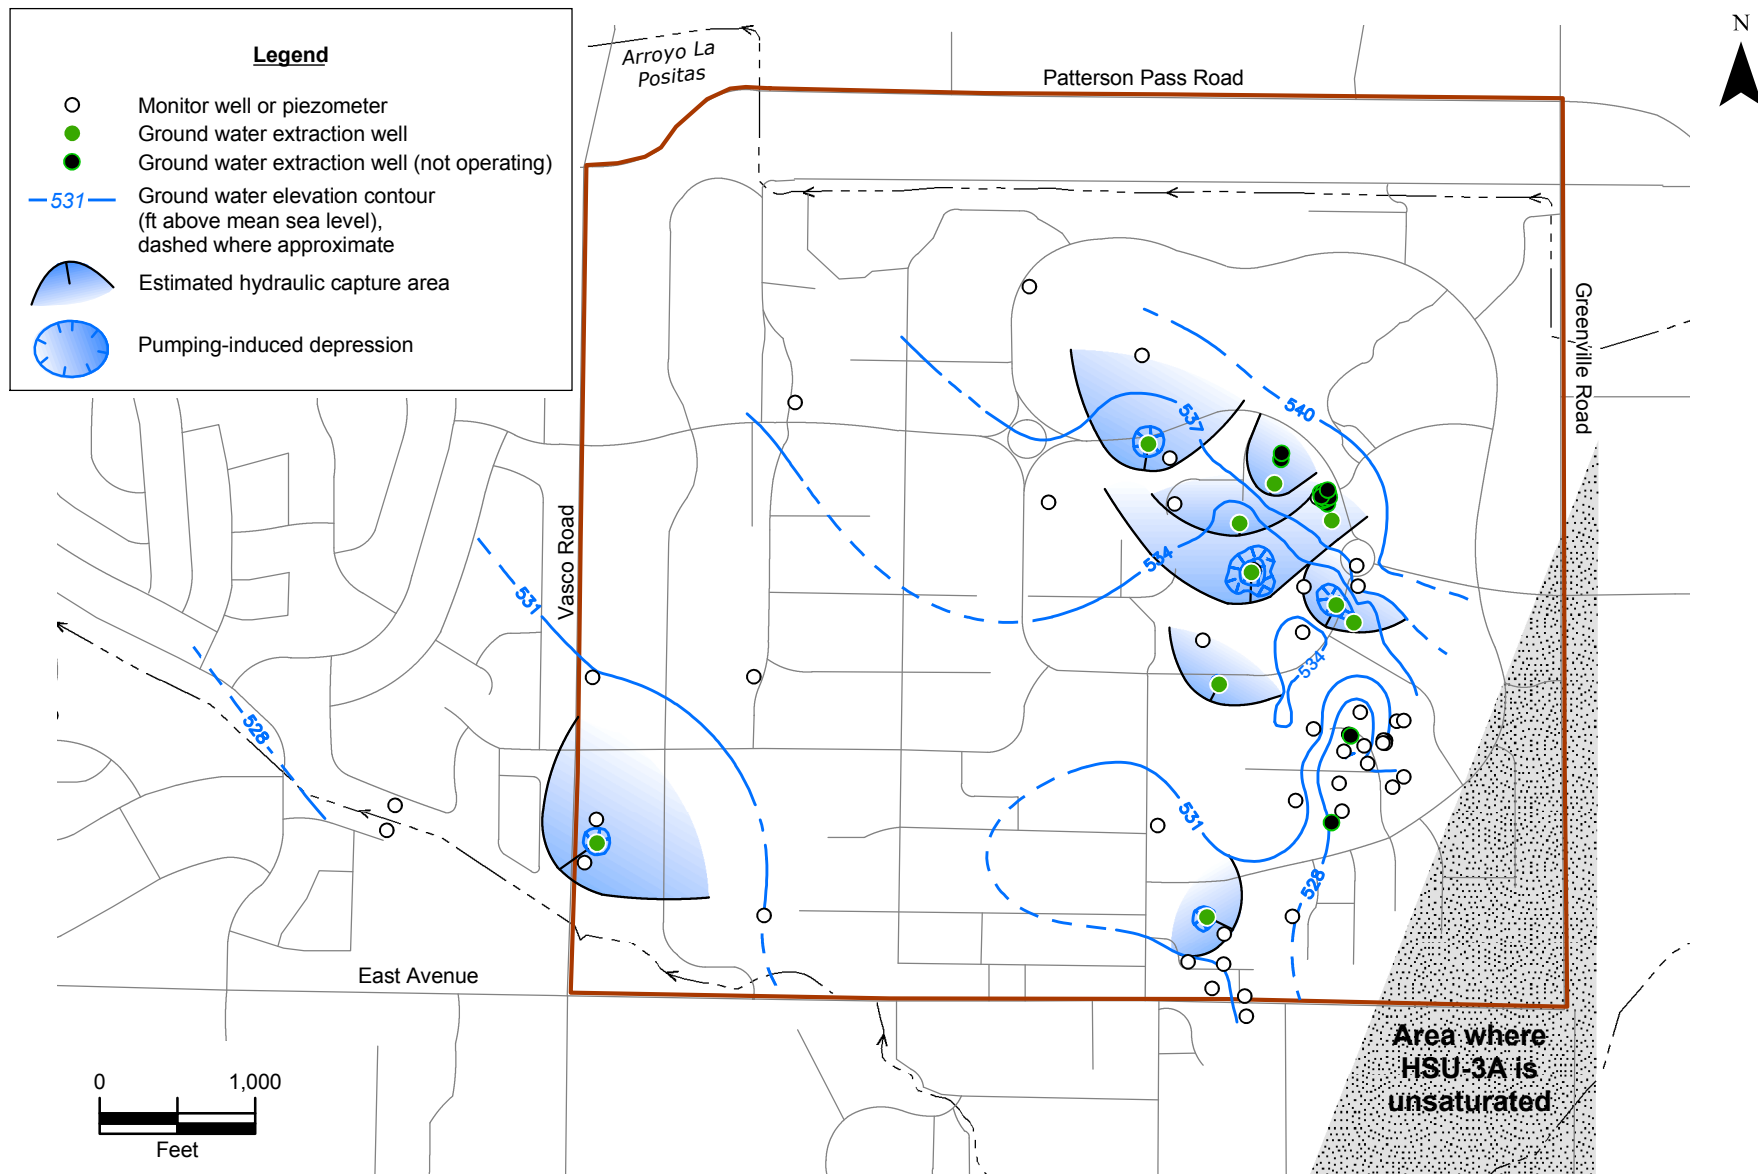 Legend
Monitor well or piezometer
Ground water extraction well
Ground water extraction well (not operating)
531
Ground water elevation contour
(ft above mean sea level),
dashed where approximate
Estimated hydraulic capture area
Pumping-induced depression
Arroyo La
Positas
Patterson Pass Road
N
Greenville Road
Vasco Road
540
537
534
534
531
528
531
528
East Avenue
0 1,000
Feet
Area where
HSU-3A is
unsaturated